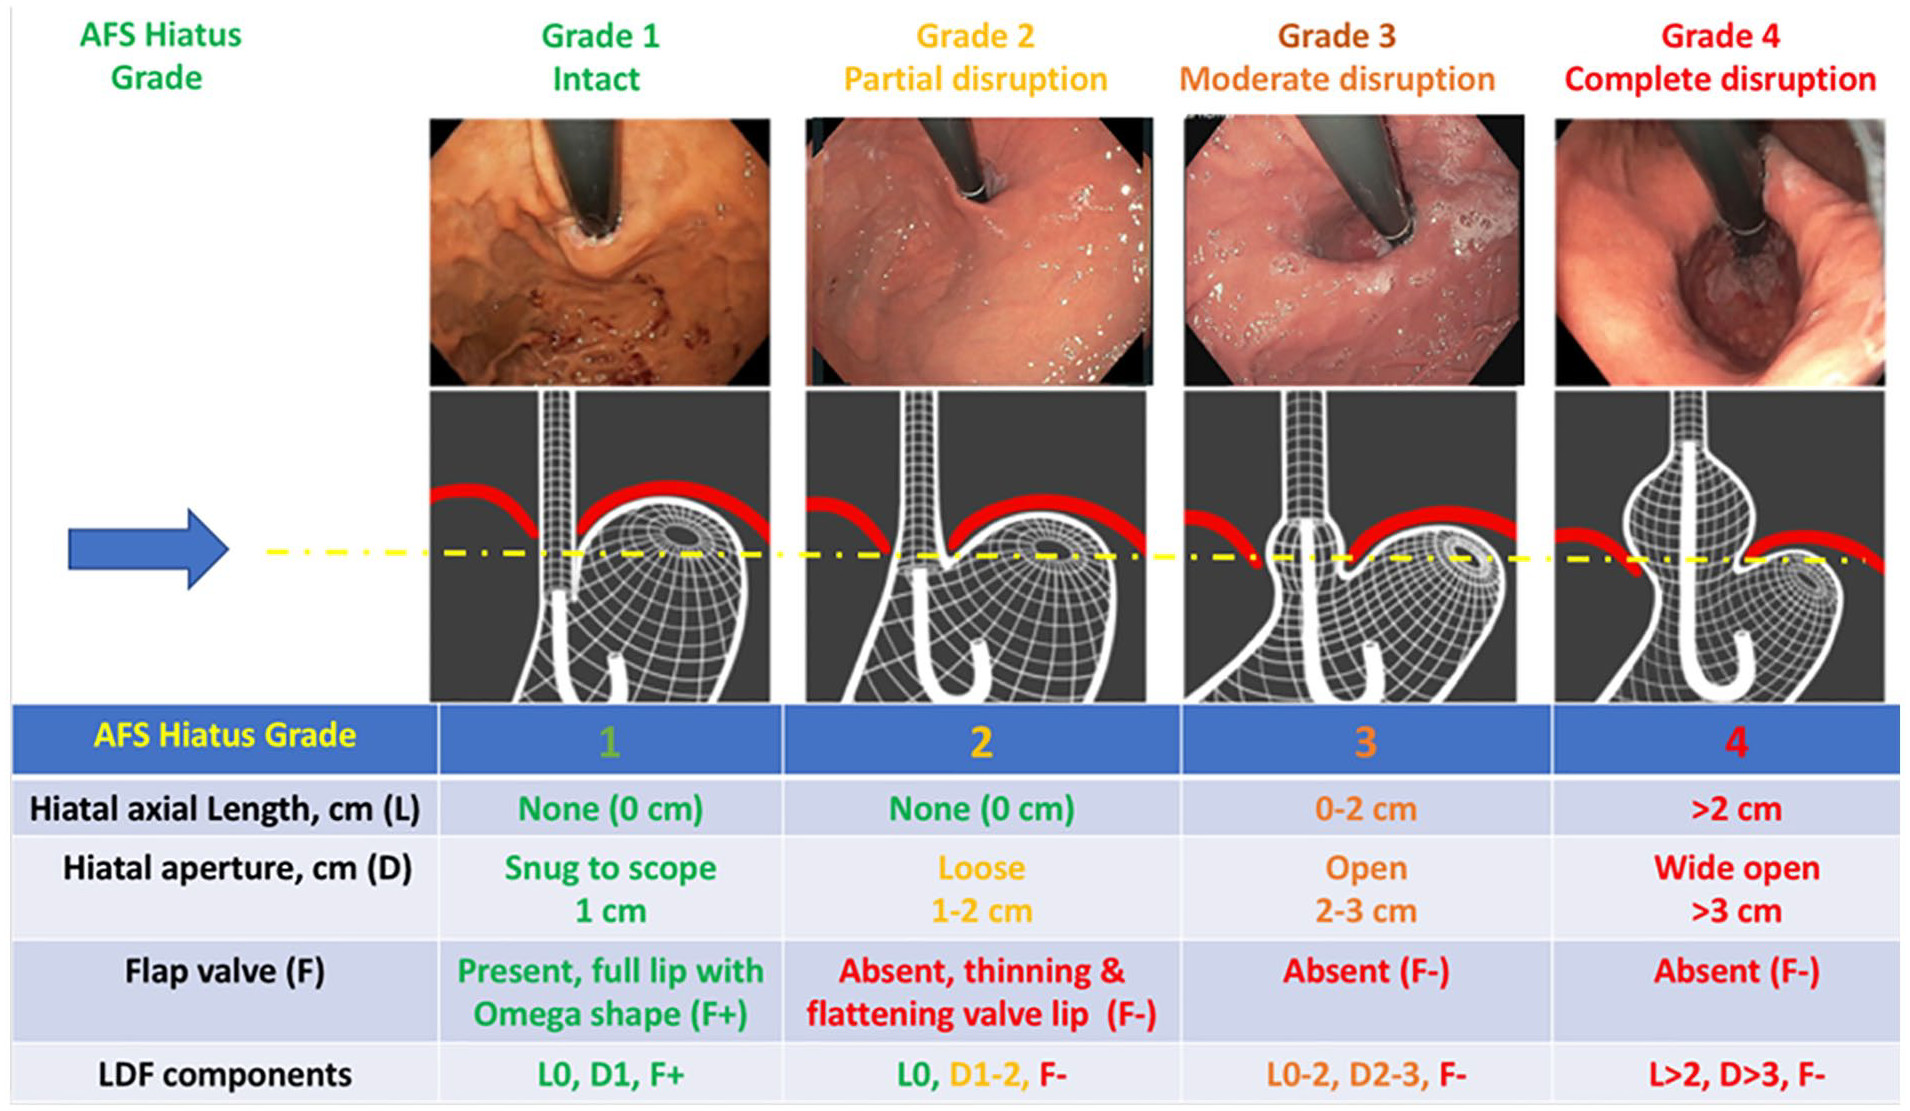 AFS Hiatus
Grade
Grade 1
Intact
Grade 2
Partial disruption
Grade 3
Moderate disruption
Grade 4
Complete disruption
AFS Hiatus Grade
1
2
3
4
Hiatal axial Length, cm (L)
None (0 cm)
None (0 cm)
0-2 cm
>2 cm
Hiatal aperture, cm (D)
Snug to scope
1 cm
Loose
1-2 cm
Open
2-3 cm
Wide open
>3 cm
Flap valve (F)
Present, full lip with
Omega shape (F+)
Absent, thinning &
flattening valve lip (F-)
Absent (F-)
Absent (F-)
LDF components
L0, D1, F+
L0, D1-2, F-
L0-2, D2-3, F-
L>2, D>3, F-